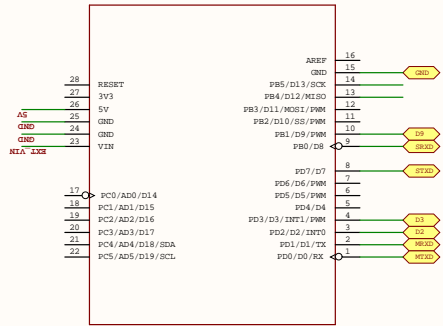 AREF 16
GND 15 GND
28 RESET PB5/D13/SCK 14
27 3V3 PB4/D12/MISO 13
5V 26 5V PB3/D11/MOSI/PWM 12
GND 25 GND PB2/D10/SS/PWM 11
GND 24 GND PB1/D9/PWM 10 D9
EXT_VIN 23 VIN PB0/D8 9 SRXD
PD7/D7 8 STXD
PD6/D6/PWM 7
17 PC0/AD0/D14 PD5/D5/PWM 6
18 PC1/AD1/D15 PD4/D4 5
19 PC2/AD2/D16 PD3/D3/INT1/PWM 4 D3
20 PC3/AD3/D17 PD2/D2/INT0 3 D2
21 PC4/AD4/D18/SDA PD1/D1/TX 2 MRXD
22 PC5/AD5/D19/SCL PD0/D0/RX 1 MTXD